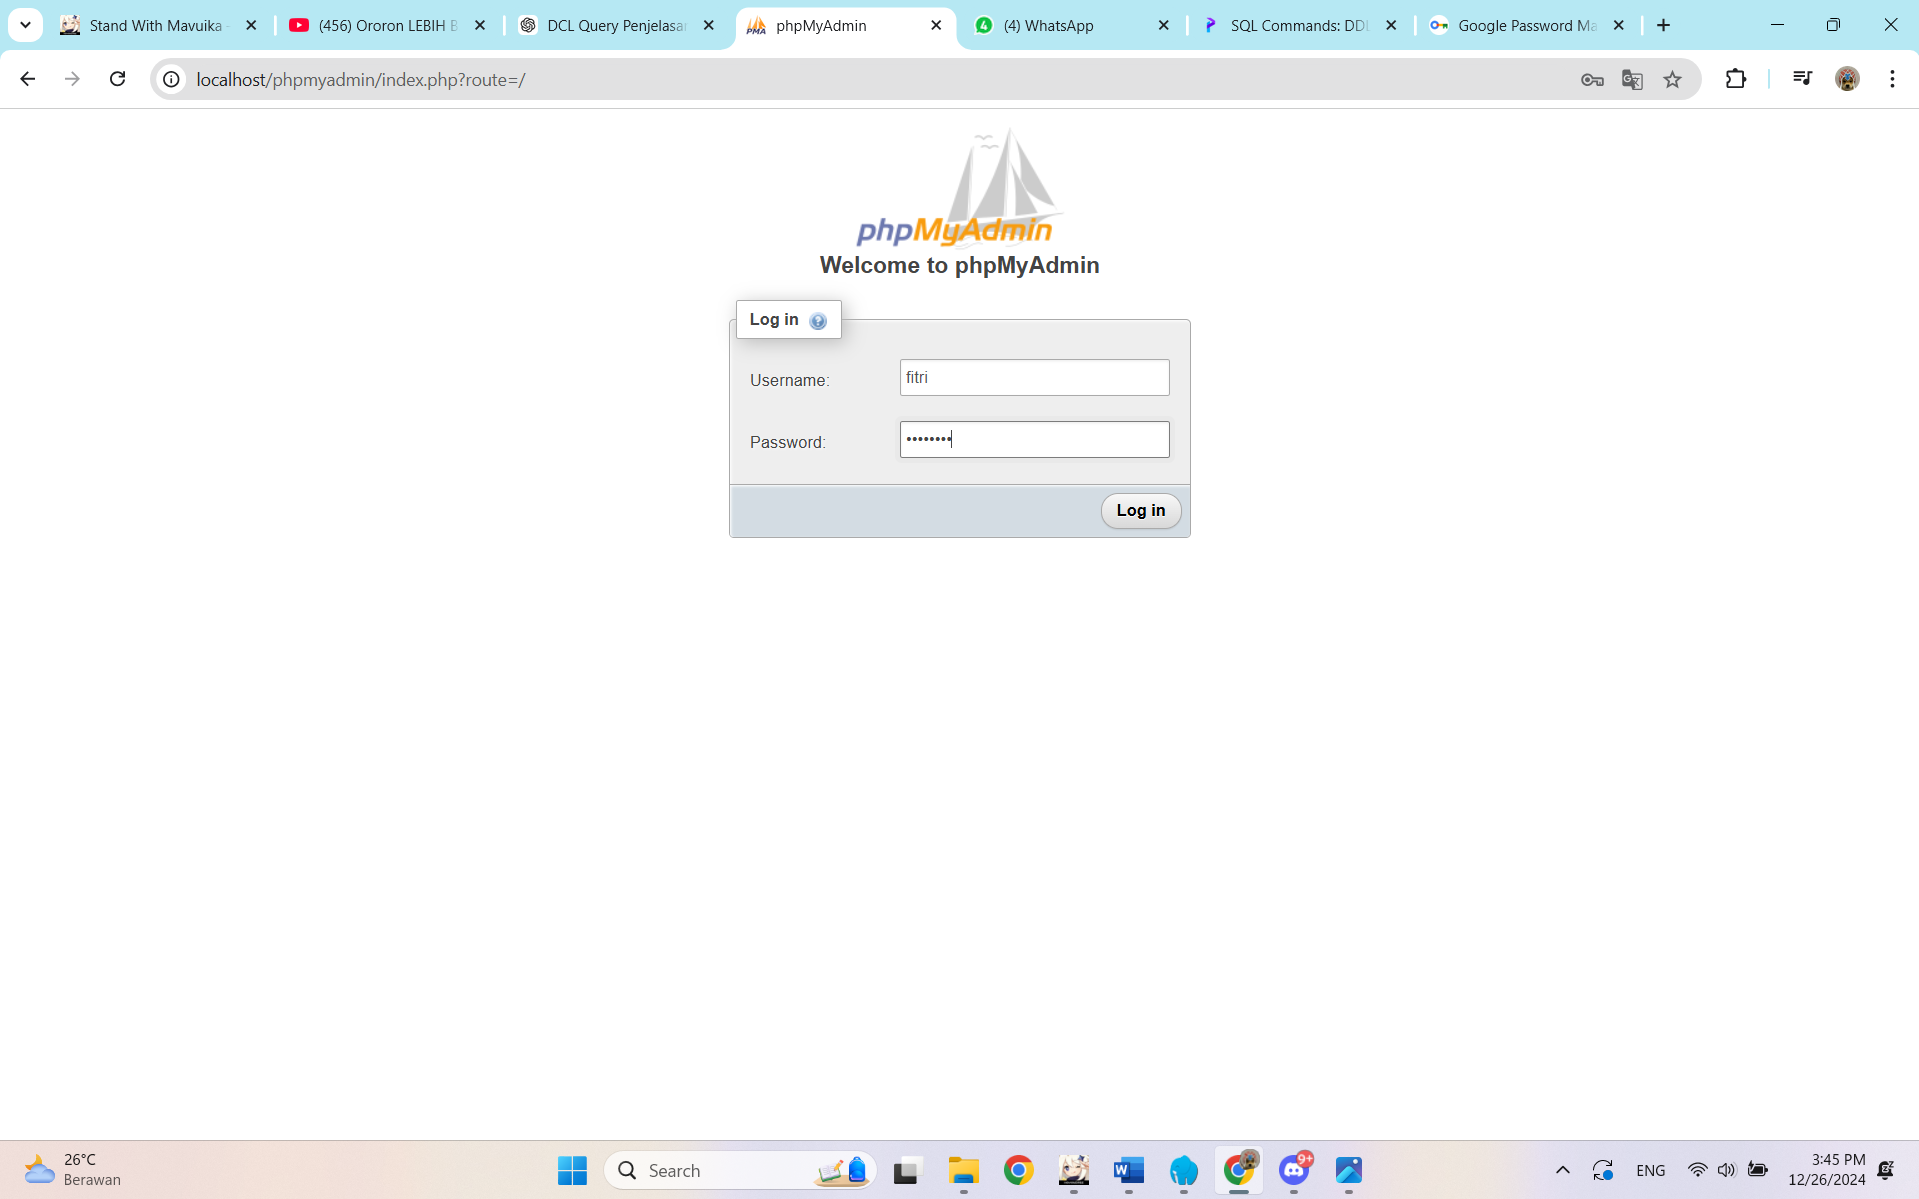 Stand With Mavuika -
(456) Ororon LEBIH B
DCL Query Penjelasan
phpMyAdmin
(4) WhatsApp
SQL Commands: DDL
Google Password Ma
localhost/phpmyadmin/index.php?route=/
phpMyAdmin
Welcome to phpMyAdmin
Log in
Username:
fitri
Password:
••••••••
Log in
26°C
Berawan
Search
9+
ENG
3:45 PM
12/26/2024